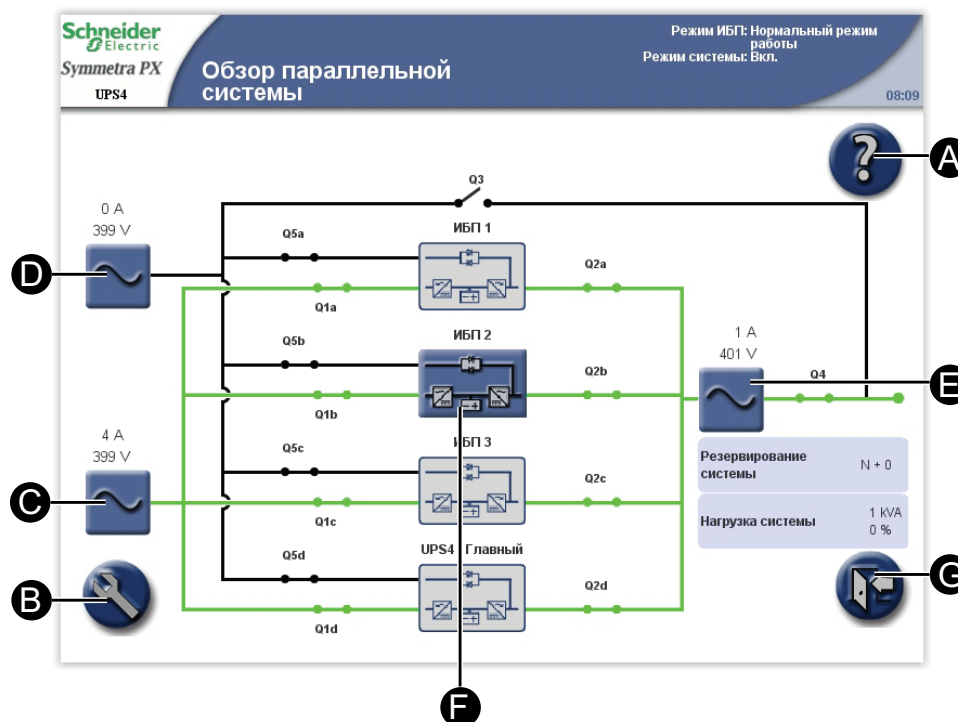 Schneider
Electric
Symmetra PX
UPS4
Обзор параллельной
системы
Режим ИБП: Нормальный режим
работы
Режим системы: Вкл.
08:09
A
Q3
0 A
399 V
Q5a
ИБП 1
Q2a
D
Q1a
Q5b
ИБП 2
1 A
401 V
Q2b
Q4
E
Q1b
4 A
399 V
Q5c
ИБП 3
Резервирование
системы
N + 0
Q2c
C
Q1c
Нагрузка системы
1 kVA
0 %
Q5d
UPS4 Главный
Q2d
B
G
Q1d
F